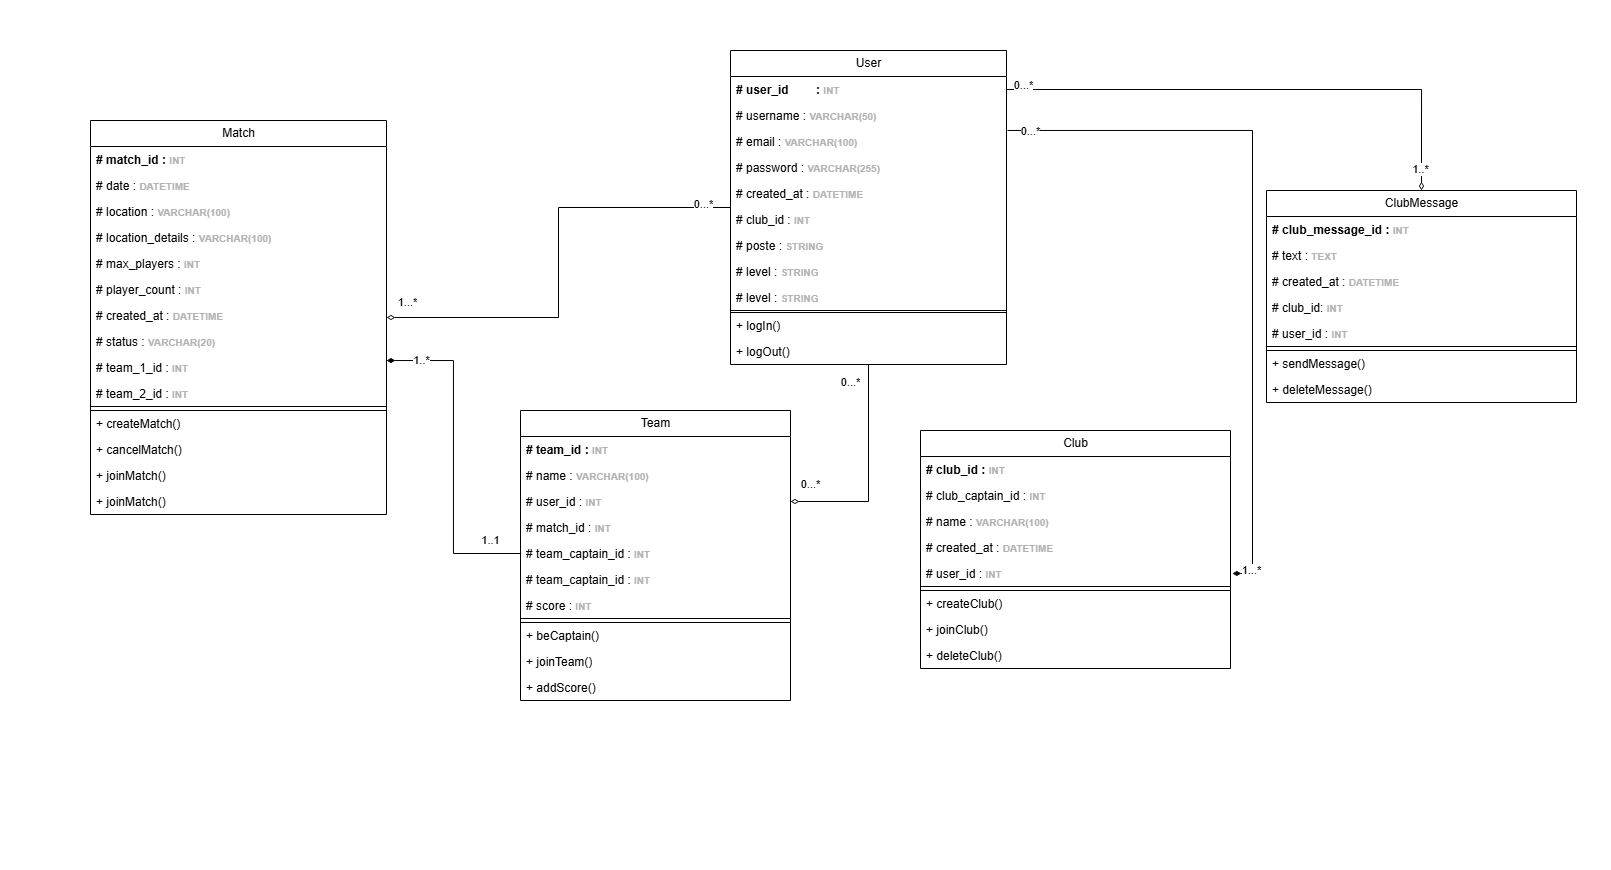 User
# user_id : INT
# username : VARCHAR(50)
# email : VARCHAR(100)
# password : VARCHAR(255)
# created_at : DATETIME
# club_id : INT
# poste : STRING
# level : STRING
# level : STRING
+ logIn()
+ logOut()
0...*
0...*
0...*
0...*
Match
# match_id : INT
# date : DATETIME
# location : VARCHAR(100)
# location_details : VARCHAR(100)
# max_players : INT
# player_count : INT
# created_at : DATETIME
# status : VARCHAR(20)
# team_1_id : INT
# team_2_id : INT
+ createMatch()
+ cancelMatch()
+ joinMatch()
+ joinMatch()
1...*
1..*
1..*
ClubMessage
# club_message_id : INT
# text : TEXT
# created_at : DATETIME
# club_id: INT
# user_id : INT
+ sendMessage()
+ deleteMessage()
Team
# team_id : INT
# name : VARCHAR(100)
# user_id : INT
# match_id : INT
# team_captain_id : INT
# team_captain_id : INT
# score : INT
+ beCaptain()
+ joinTeam()
+ addScore()
0...*
1..1
Club
# club_id : INT
# club_captain_id : INT
# name : VARCHAR(100)
# created_at : DATETIME
# user_id : INT
+ createClub()
+ joinClub()
+ deleteClub()
1...*